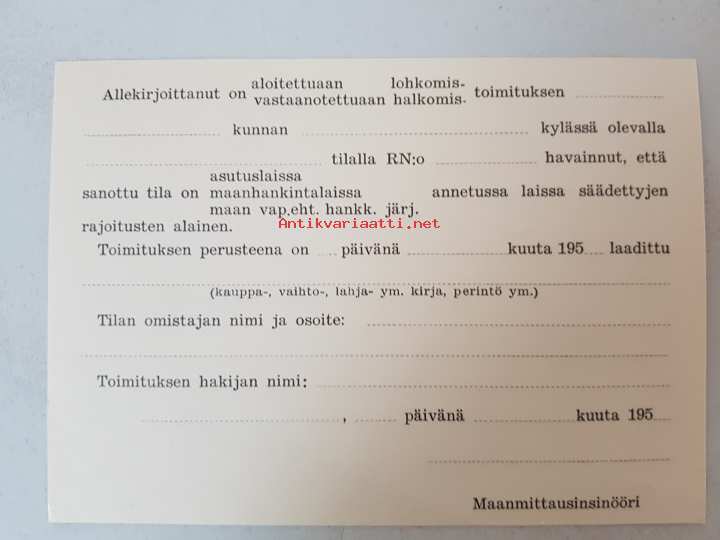 aloitettuaan lohkomis-
Allekirjoittanut on vastaanotettuaan halkomis- toimituksen
kunnan kylässä olevalla
tilalla RN:o havainnut, että
asutuslaissa
sanottu tila on maanhankintalaissa annetussa laissa säädettyjen
maan vap.eht. hankk. järj.
rajoitusten alainen.
Antikvariaatti.net
Toimituksen perusteena on päivänä kuuta 195 laadittu
(kauppa-, vaihto-, lahja- ym. kirja, perintö ym.)
Tilan omistajan nimi ja osoite:
Toimituksen hakijan nimi:
, päivänä kuuta 195
Maanmittausinsinööri